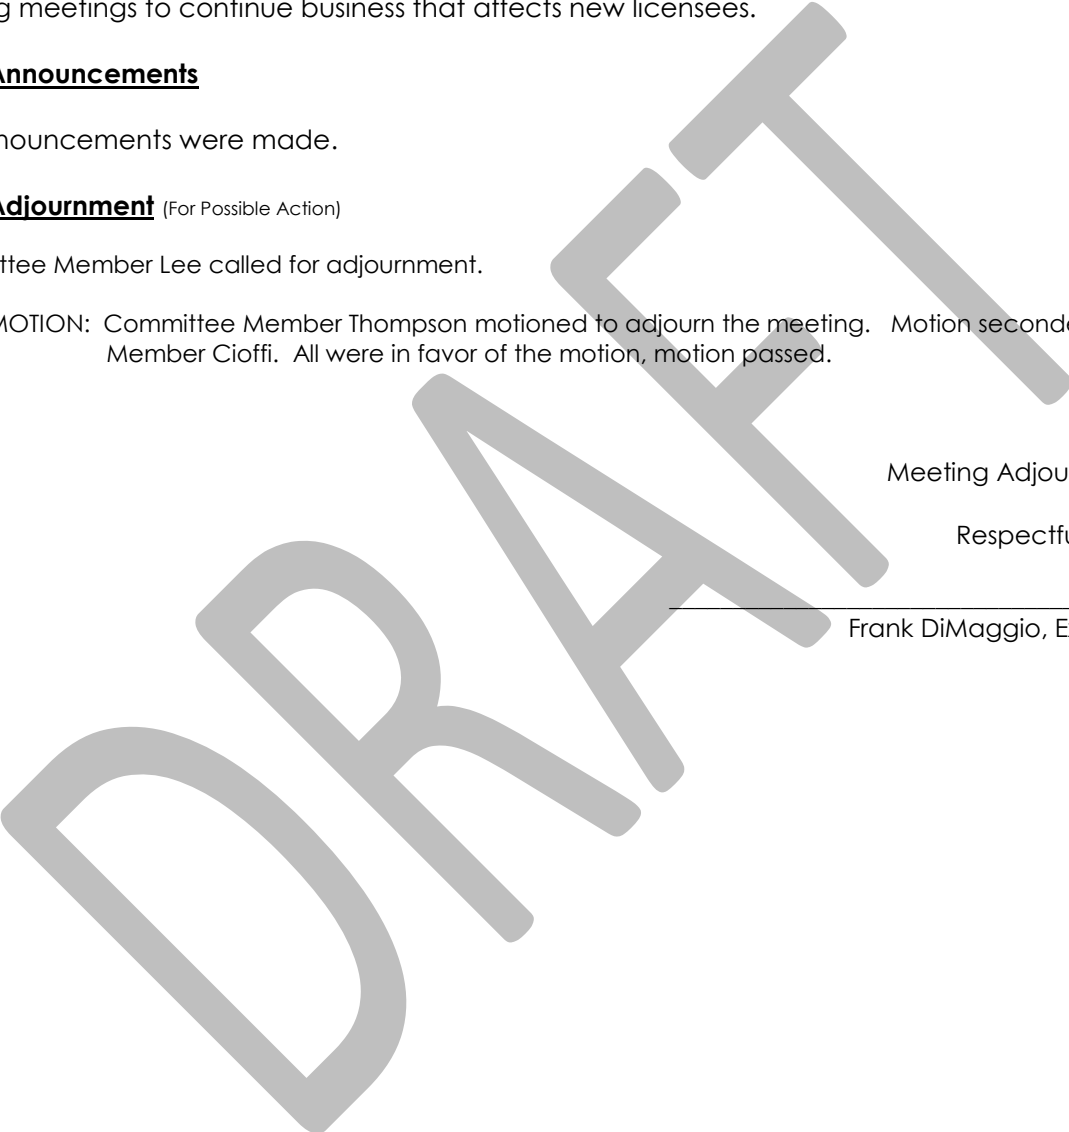 g meetings to continue business that affects new licensees.
Announcements
nouncements were made.
Adjournment (For Possible Action)
ttee Member Lee called for adjournment.
MOTION: Committee Member Thompson motioned to adjourn the meeting. Motion seconde
Member Cioffi. All were in favor of the motion, motion passed.
Meeting Adjou
Respectfu
Frank DiMaggio, Ex
DRAFT